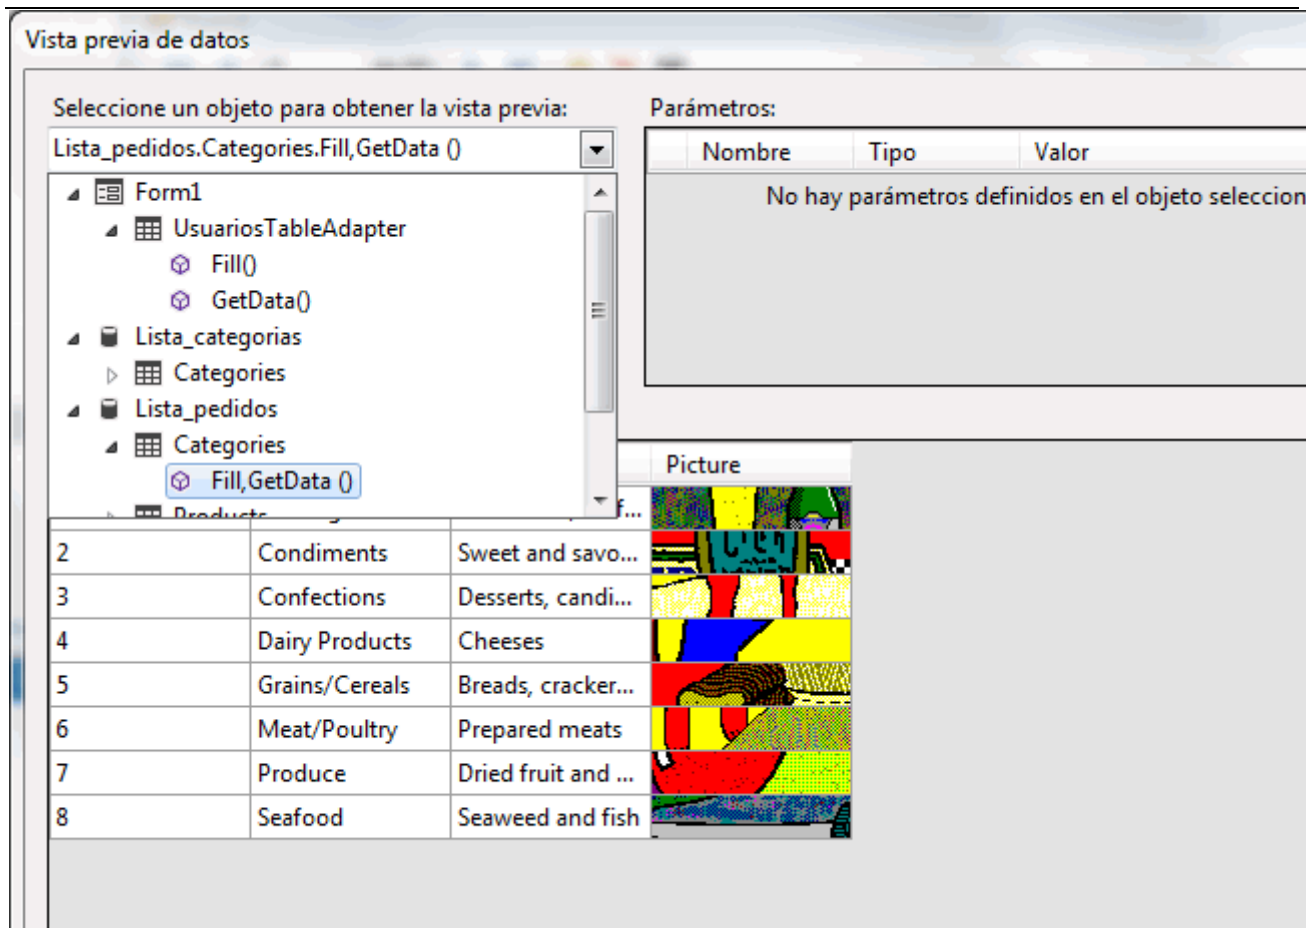 Vista previa de datos
Seleccione un objeto para obtener la vista previa:
Lista_pedidos.Categories.Fill,GetData ()
Form1
UsuariosTableAdapter
Fill()
GetData()
Lista_categorias
Categories
Lista_pedidos
Categories
Fill,GetData ()
Products
Parámetros:
Nombre Tipo Valor
No hay parámetros definidos en el objeto seleccion
Picture
2 Condiments Sweet and savo...
3 Confections Desserts, candi...
4 Dairy Products Cheeses
5 Grains/Cereals Breads, cracker...
6 Meat/Poultry Prepared meats
7 Produce Dried fruit and ...
8 Seafood Seaweed and fish